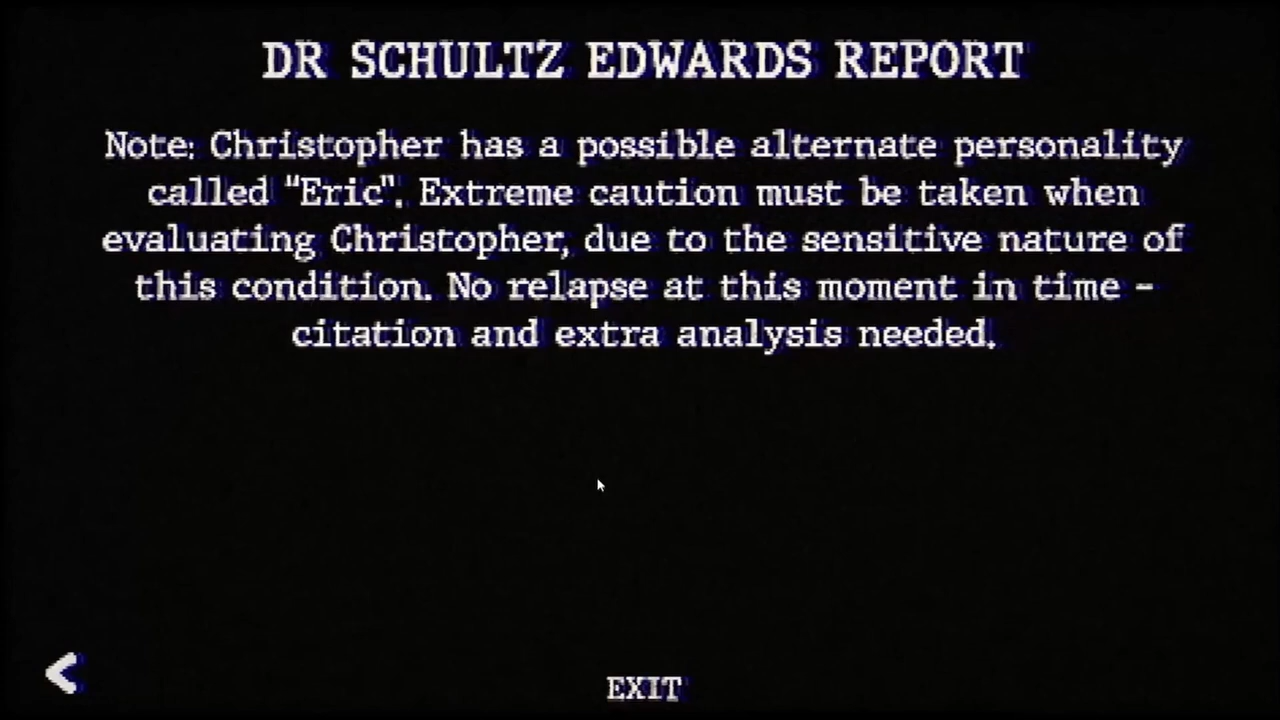 DR SCHULTZ EDWARDS REPORT
Note: Christopher has a possible alternate personality
called "Eric". Extreme caution must be taken when
evaluating Christopher, due to the sensitive nature of
this condition. No relapse at this moment in time -
citation and extra analysis needed.
<
EXIT